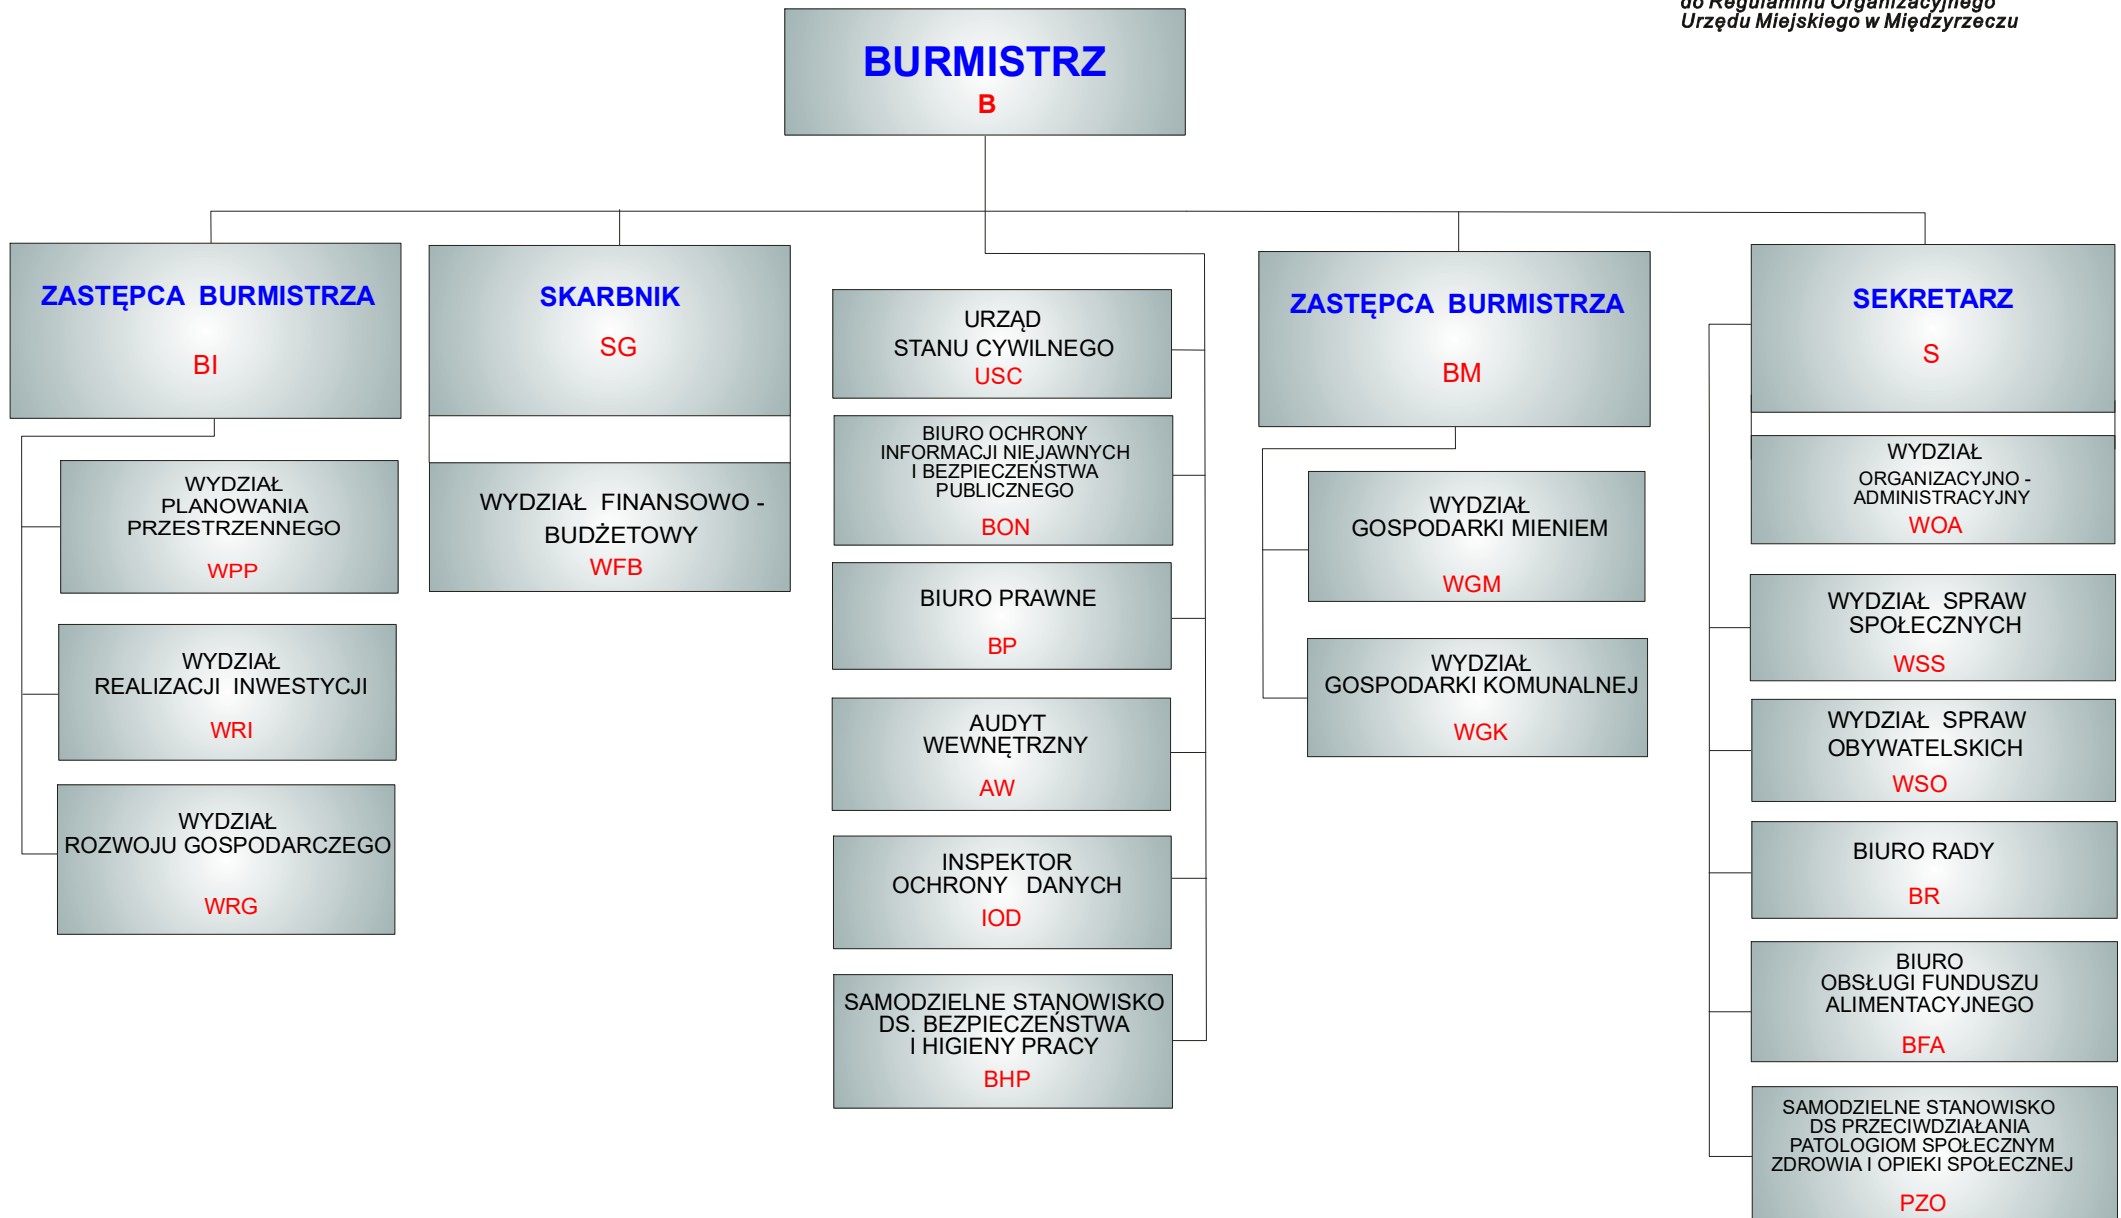 do Regulaminu Organizacyjnego
Urzędu Miejskiego w Międzyrzeczu
BURMISTRZ
B
ZASTĘPCA BURMISTRZA
BI
WYDZIAŁ
PLANOWANIA
PRZESTRZENNEGO
WPP
WYDZIAŁ
REALIZACJI INWESTYCJI
WRI
WYDZIAŁ
ROZWOJU GOSPODARCZEGO
WRG
SKARBNIK
SG
WYDZIAŁ FINANSOWO -
BUDŻETOWY
WFB
URZĄD
STANU CYWILNEGO
USC
BIURO OCHRONY
INFORMACJI NIEJAWNYCH
I BEZPIECZEŃSTWA
PUBLICZNEGO
BON
BIURO PRAWNE
BP
AUDYT
WEWNĘTRZNY
AW
INSPEKTOR
OCHRONY DANYCH
IOD
SAMODZIELNE STANOWISKO
DS. BEZPIECZEŃSTWA
I HIGIENY PRACY
BHP
ZASTĘPCA BURMISTRZA
BM
WYDZIAŁ
GOSPODARKI MIENIEM
WGM
WYDZIAŁ
GOSPODARKI KOMUNALNEJ
WGK
SEKRETARZ
S
WYDZIAŁ
ORGANIZACYJNO -
ADMINISTRACYJNY
WOA
WYDZIAŁ SPRAW
SPOŁECZNYCH
WSS
WYDZIAŁ SPRAW
OBYWATELSKICH
WSO
BIURO RADY
BR
BIURO
OBSŁUGI FUNDUSZU
ALIMENTACYJNEGO
BFA
SAMODZIELNE STANOWISKO
DS PRZECIWDZIAŁANIA
PATOLOGIOM SPOŁECZNYM
ZDROWIA I OPIEKI SPOŁECZNEJ
PZO